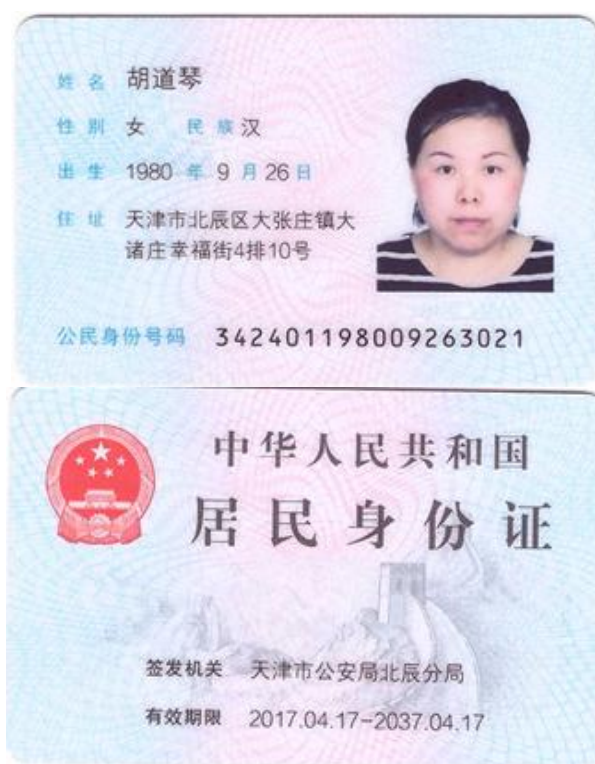 姓名 胡道琴
性别 女 民族 汉
出生 1980 年 9 月 26 日
住址 天津市北辰区大张庄镇大
诸庄幸福街4排10号
公民身份号码 342401198009263021
中华人民共和国
居民身份证
签发机关 天津市公安局北辰分局
有效期限 2017.04.17-2037.04.17